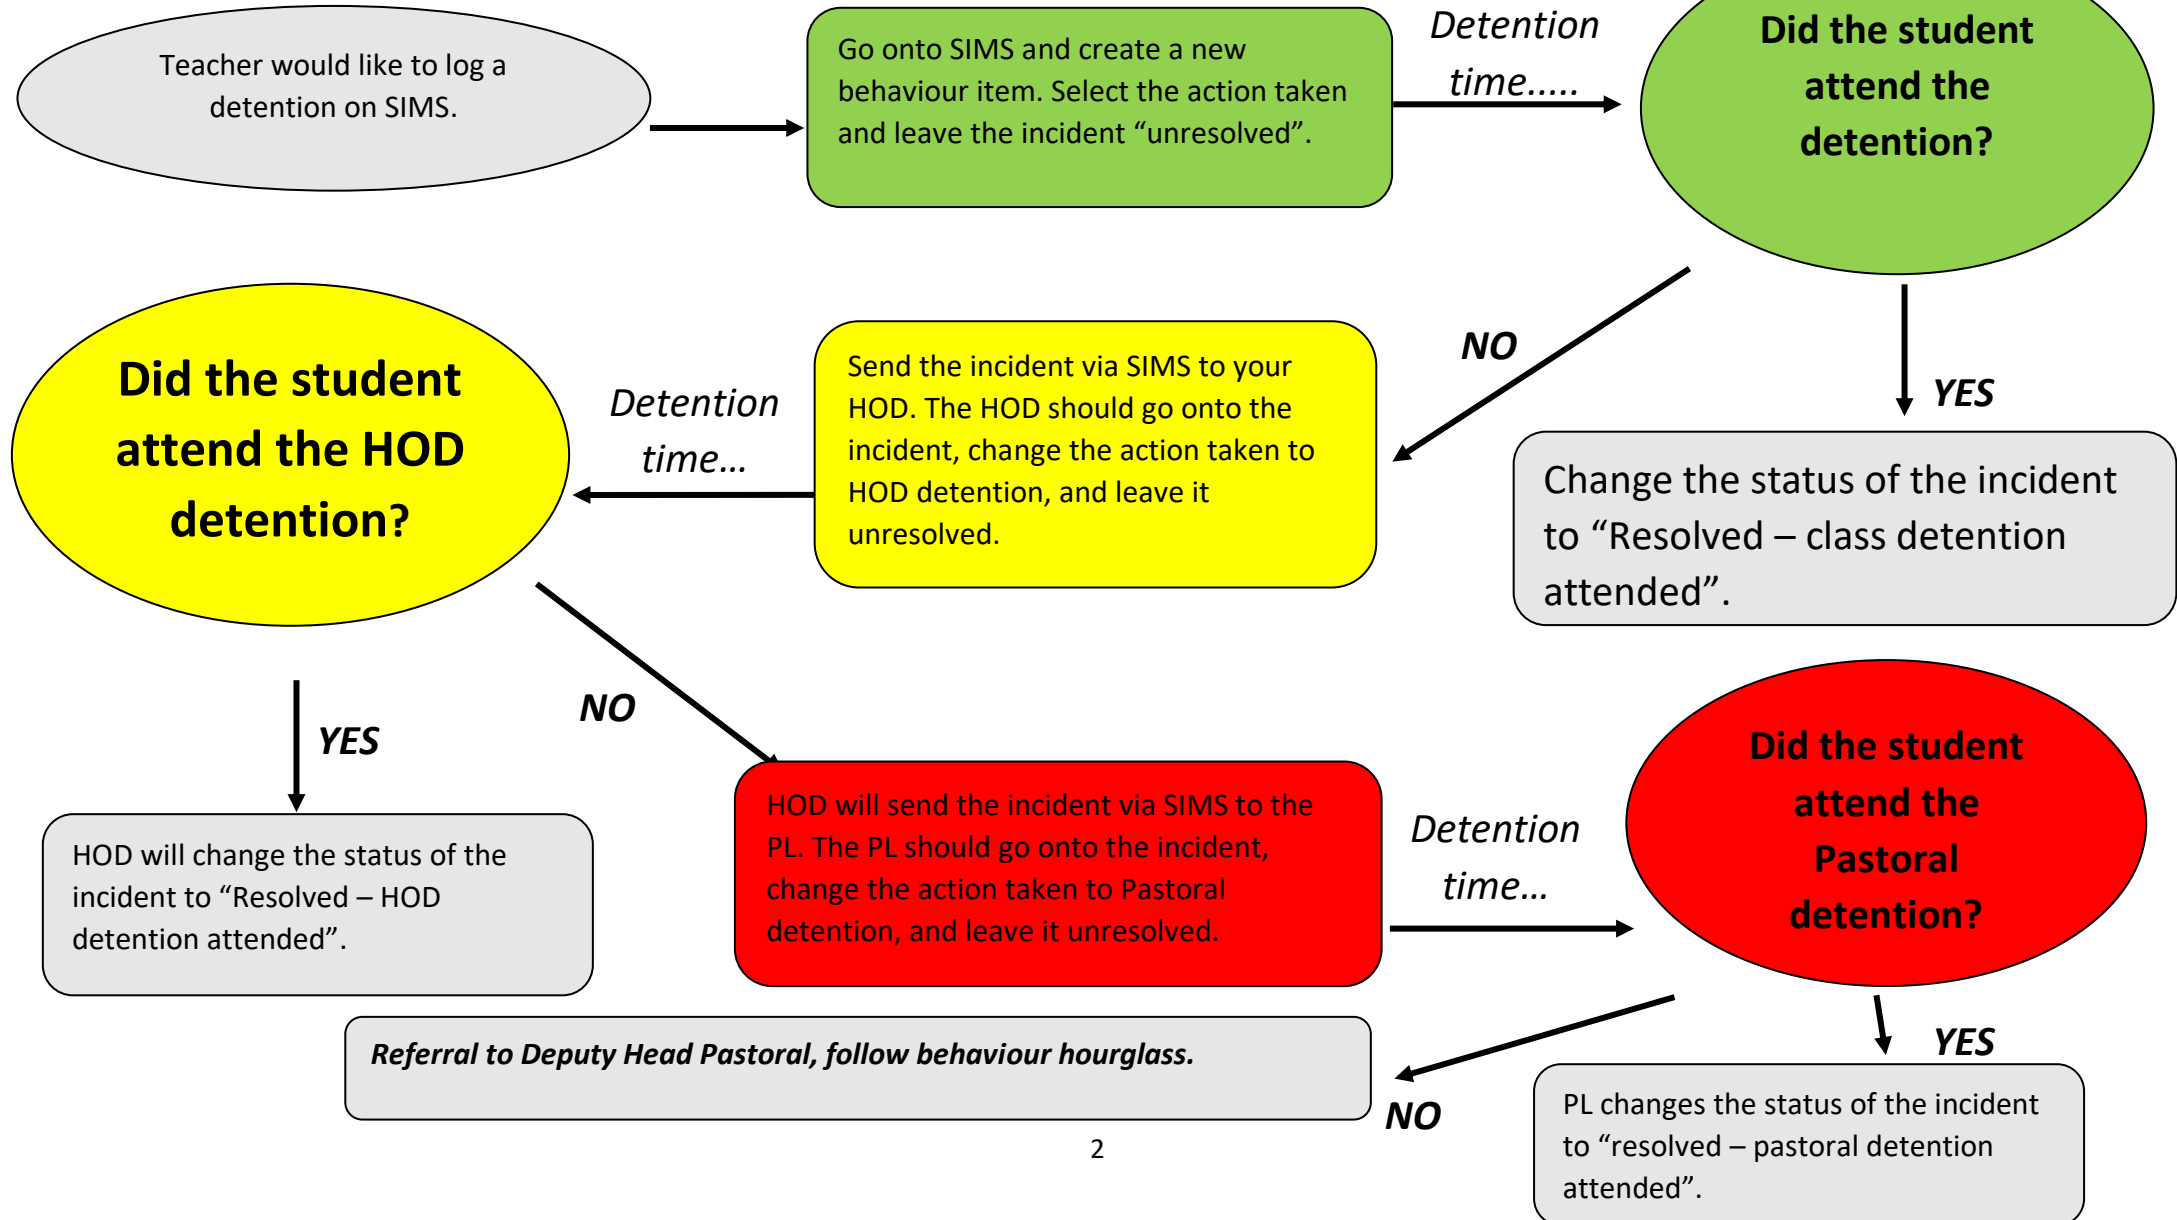 Teacher would like to log a
detention on SIMS.
Go onto SIMS and create a new
behaviour item. Select the action taken
and leave the incident “unresolved”.
Detention
time.....
Did the student
attend the
detention?
NO
YES
Change the status of the incident
to “Resolved – class detention
attended”.
Send the incident via SIMS to your
HOD. The HOD should go onto the
incident, change the action taken to
HOD detention, and leave it
unresolved.
Detention
time…
Did the student
attend the HOD
detention?
YES
HOD will change the status of the
incident to “Resolved – HOD
detention attended”.
NO
HOD will send the incident via SIMS to the
PL. The PL should go onto the incident,
change the action taken to Pastoral
detention, and leave it unresolved.
Detention
time…
Did the student
attend the
Pastoral
detention?
NO
Referral to Deputy Head Pastoral, follow behaviour hourglass.
YES
PL changes the status of the incident
to “resolved – pastoral detention
attended”.
2